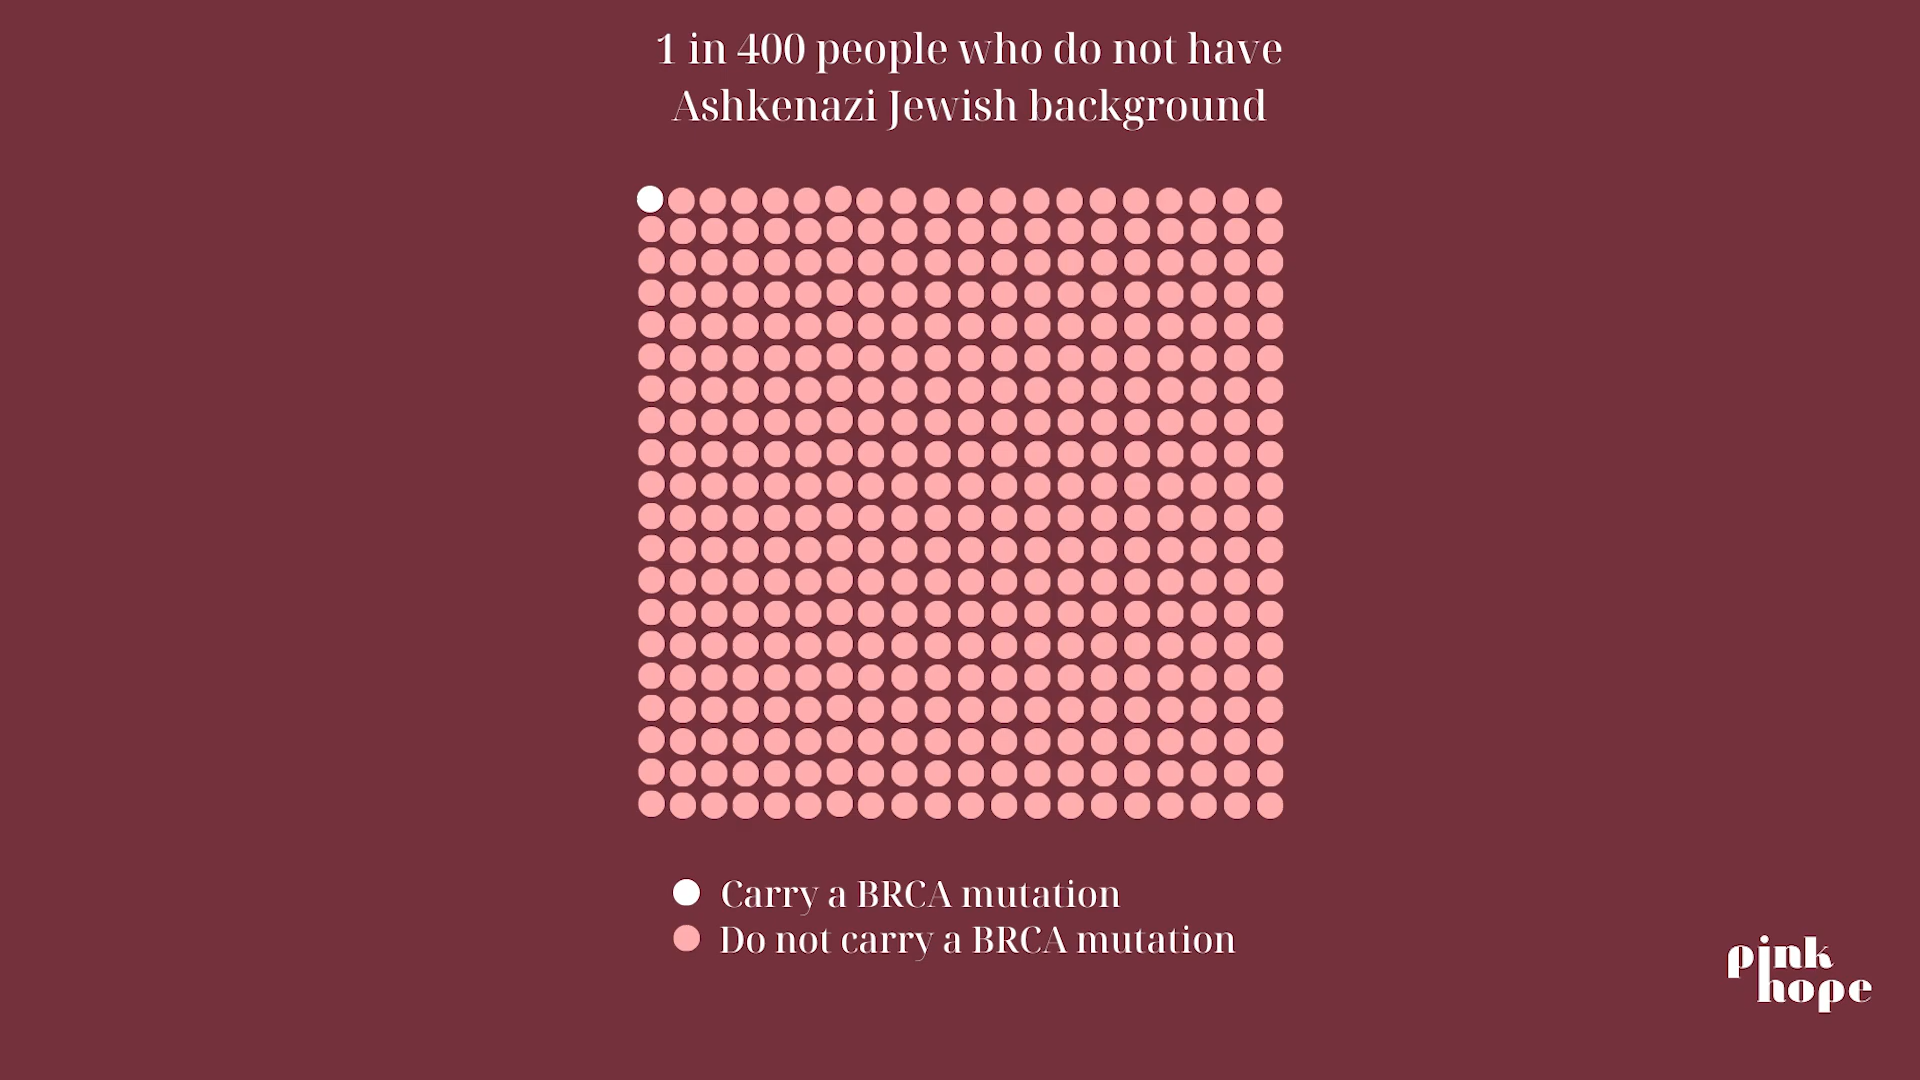 1 in 400 people who do not have
Ashkenazi Jewish background
Carry a BRCA mutation
Do not carry a BRCA mutation
pink
hope